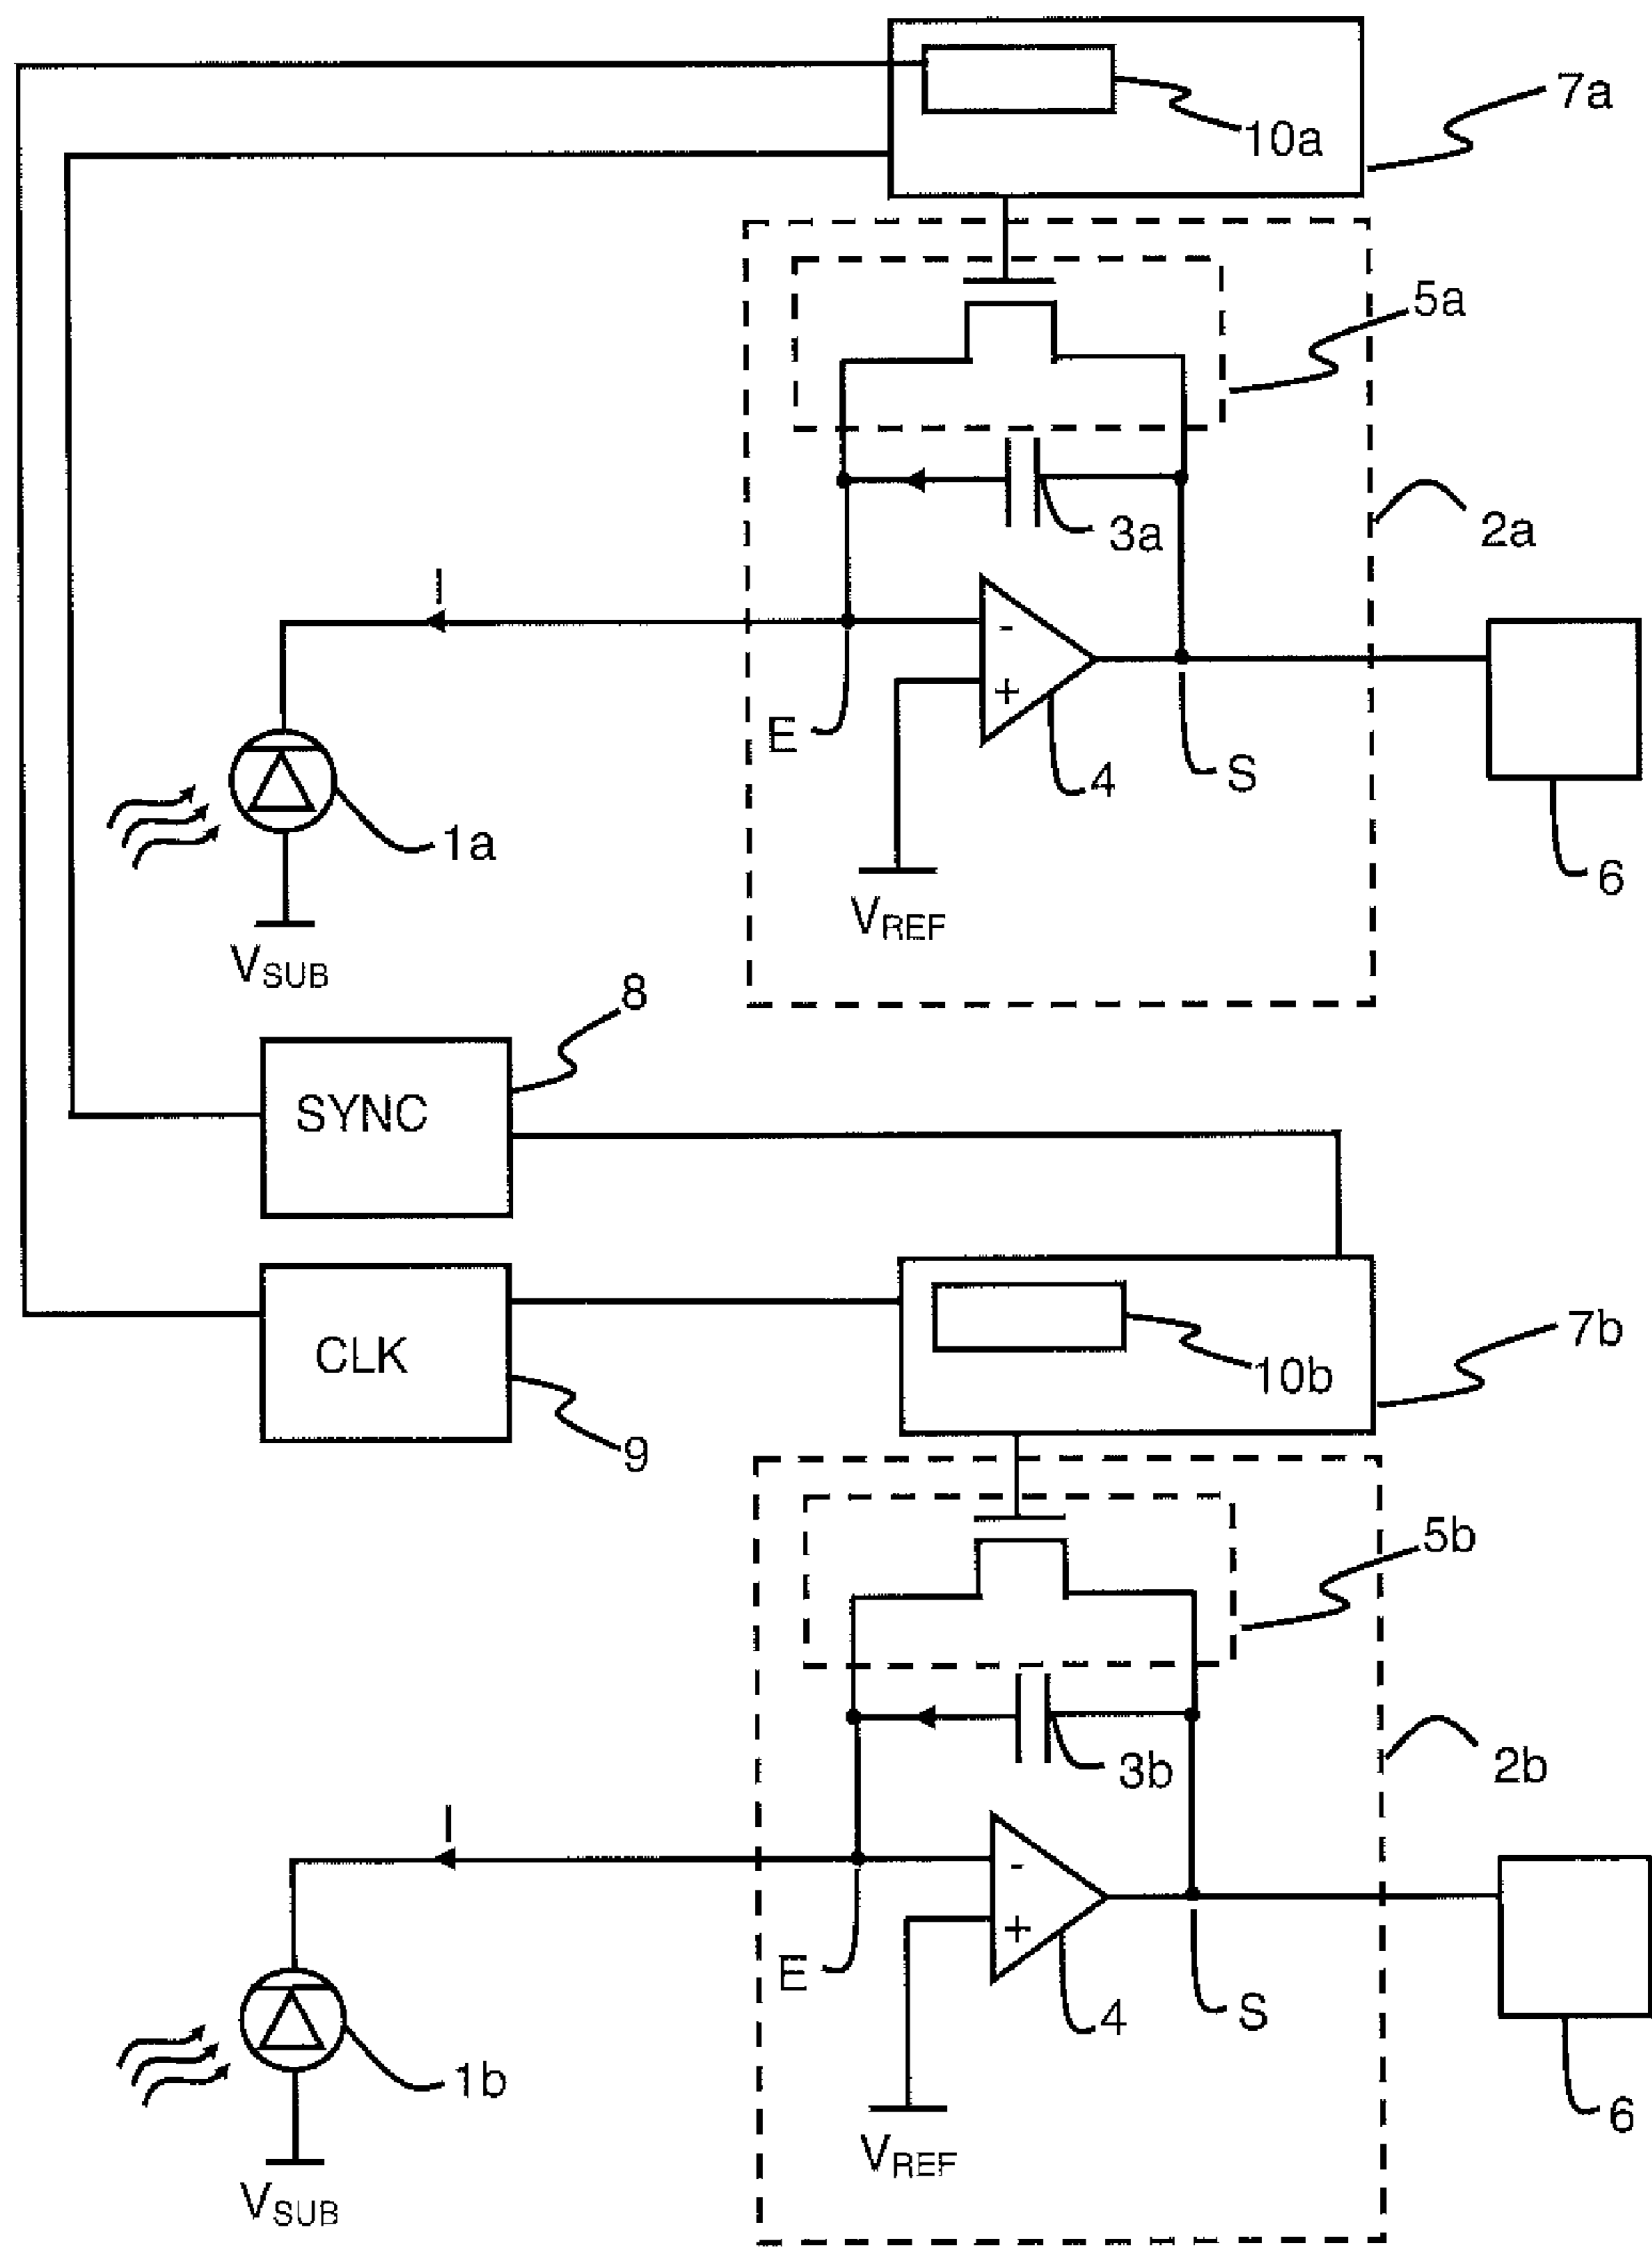 7a
10a
5a
3a
2a
I
-
+
E
4
S
1a
6
VREF
VSUB
8
SYNC
CLK
7b
10b
9
5b
3b
2b
I
-
+
E
4
S
1b
6
VREF
VSUB